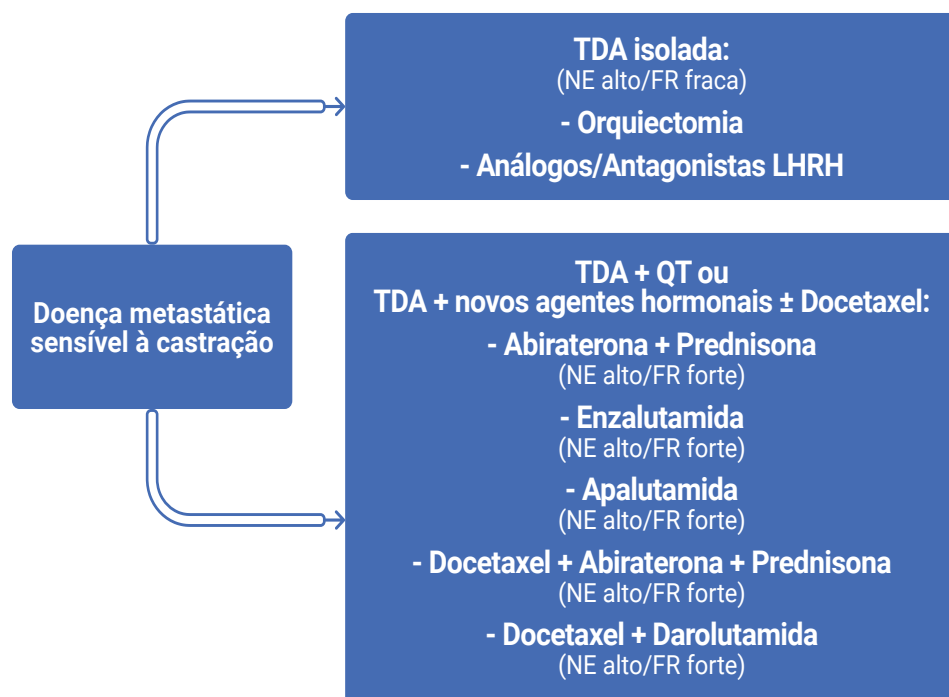 TDA isolada:
(NE alto/FR fraca)
- Orquiectomia
- Análogos/Antagonistas LHRH
Doença metastática
sensível à castração
TDA + QT ou
TDA + novos agentes hormonais ± Docetaxel:
- Abiraterona + Prednisona
(NE alto/FR forte)
- Enzalutamida
(NE alto/FR forte)
- Apalutamida
(NE alto/FR forte)
- Docetaxel + Abiraterona + Prednisona
(NE alto/FR forte)
- Docetaxel + Darolutamida
(NE alto/FR forte)